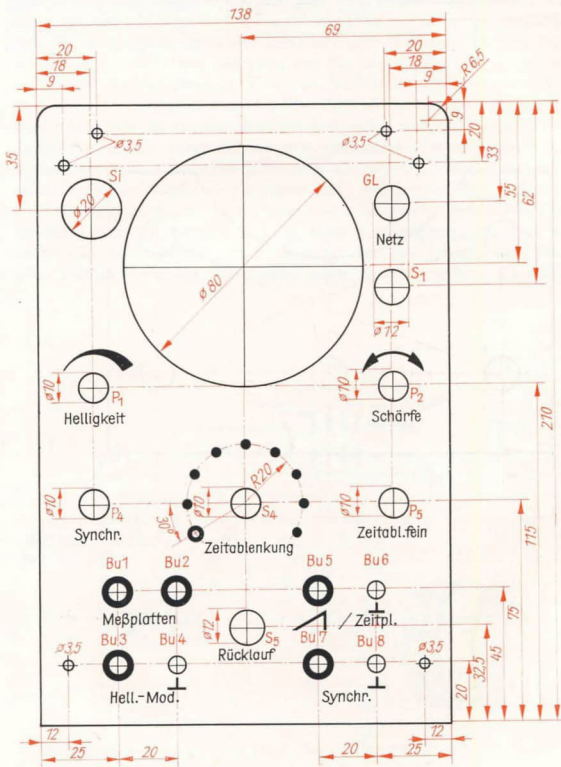 138
69
20
20
18
18
9
9
R 6,5
9
20
33
55
62
35
ø3,5
ø3,5
Si
GL
ø20
Netz
ø80
S1
ø12
210
ø10
P1
ø10
P2
Helligkeit
Schärfe
115
R20
ø10
P4
30°
ø10
S4
ø10
P5
Synchr.
Zeitablenkung
Zeitabl.fein
75
Bu1
Bu2
Bu5
Bu6
Meßplatten
/ Zeitpl.
45
ø12
S5
Rücklauf
32,5
ø3,5
Bu3
Bu4
Bu7
Bu8
ø3,5
20
Hell.-Mod.
Synchr.
12
12
25
20
20
25